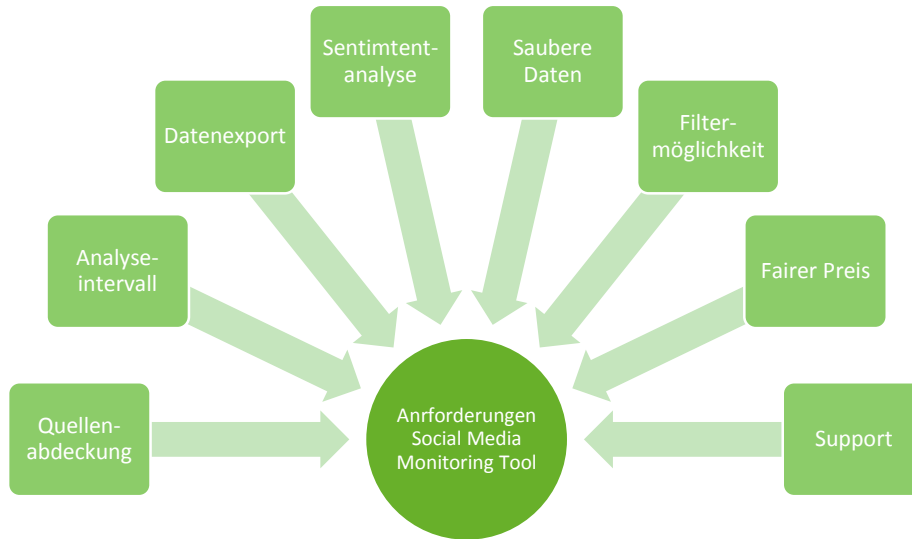 Sentimtent-
analyse
Saubere
Daten
Datenexport
Filter-
möglichkeit
Analyse-
intervall
Fairer Preis
Quellen-
abdeckung
Anrforderungen
Social Media
Monitoring Tool
Support